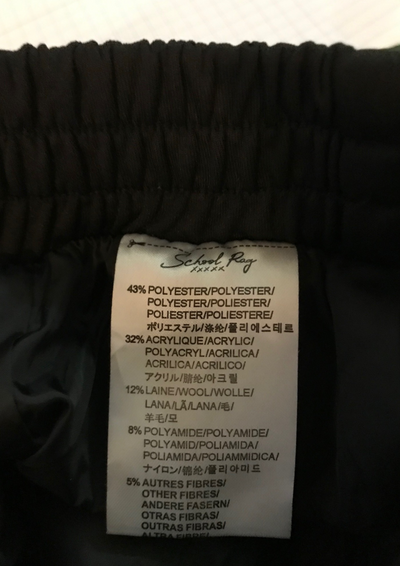 School Rag
xxxxx
43% POLYESTER/POLYESTER/
POLYESTER/POLIESTER/
POLIESTER/POLIESTERE/
ポリエステル/涤纶/폴리에스테르
32% ACRYLIQUE/ACRYLIC/
POLYACRYL/ACRILICA/
ACRILICA/ACRILICO/
アクリル/腈纶/아크릴
12% LAINE/WOOL/WOLLE/
LANA/LÃ/LANA/毛/
羊毛/모
8% POLYAMIDE/POLYAMIDE/
POLYAMID/POLIAMIDA/
POLIAMIDA/POLIAMMIDICA/
ナイロン/锦纶/폴리아미드
5% AUTRES FIBRES/
OTHER FIBRES/
ANDERE FASERN/
OTRAS FIBRAS/
OUTRAS FIBRAS/
ALTRA FIBRE/